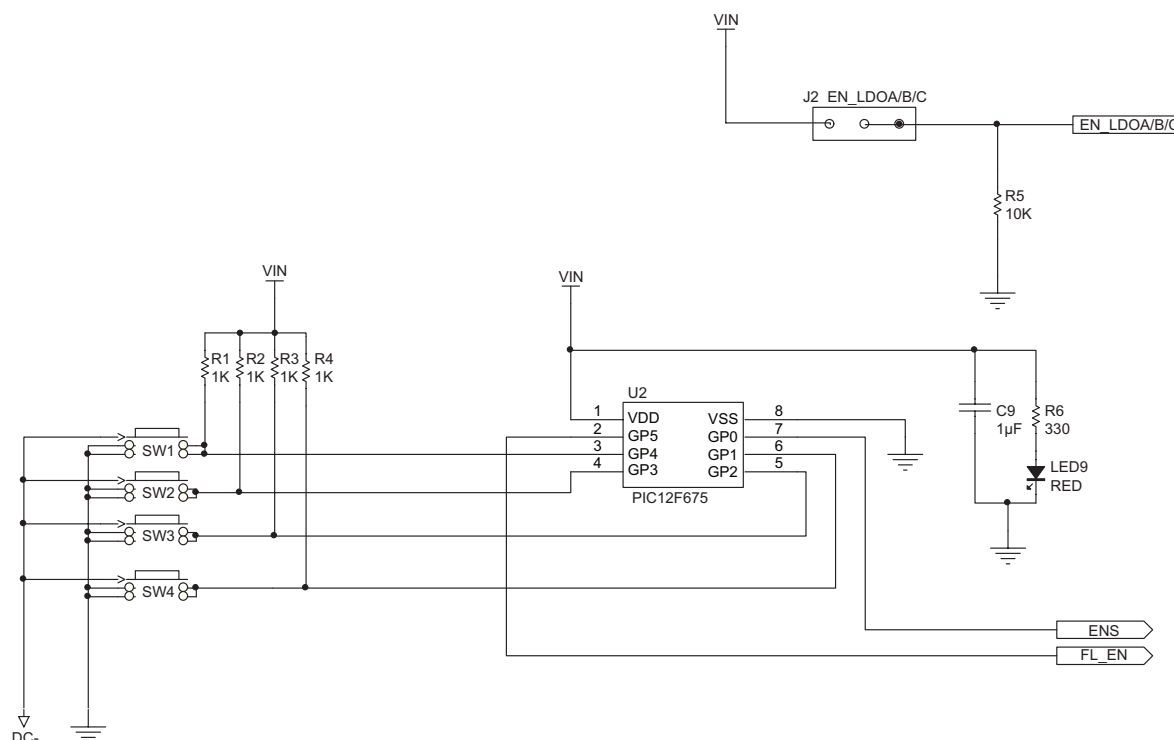 VIN
J2 EN_LDOA/B/C
EN_LDOA/B/C
R5
10K
VIN
VIN
R1 R2 R3 R4
1K 1K 1K 1K
U2
1 VDD VSS 8
2 GP5 GP0 7
3 GP4 GP1 6
4 GP3 GP2 5
PIC12F675
C9
1µF
R6
330
LED9
RED
SW1
SW2
SW3
SW4
ENS
FL_EN
DC-